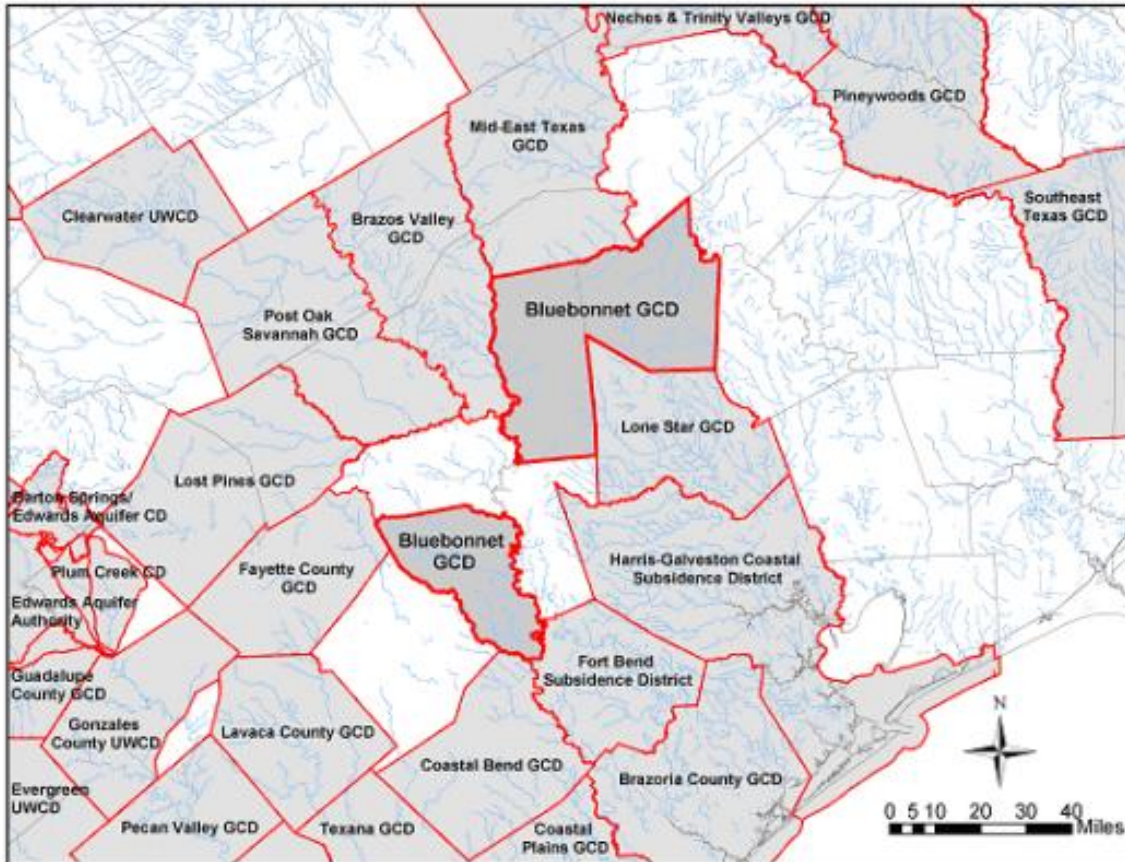 Neches & Trinity Valleys GCD
Pineywoods GCD
Mid-East Texas
GCD
Southeast
Texas GCD
Clearwater UWCD
Brazos Valley
GCD
Post Oak
Savannah GCD
Bluebonnet GCD
Lone Star GCD
Lost Pines GCD
Barton Springs/
Edwards Aquifer CD
Bluebonnet
GCD
Harris-Galveston Coastal
Subsidence District
Plum Creek CD
Fayette County
GCD
Edwards Aquifer
Authority
Fort Bend
Subsidence District
Guadalupe
County GCD
Gonzales
County UWCD
Lavaca County GCD
N
Coastal Bend GCD
Brazoria County GCD
Evergreen
UWCD
Pecan Valley GCD
Texana GCD
Coastal
Plains GCD
0 5 10 20 30 40
Miles